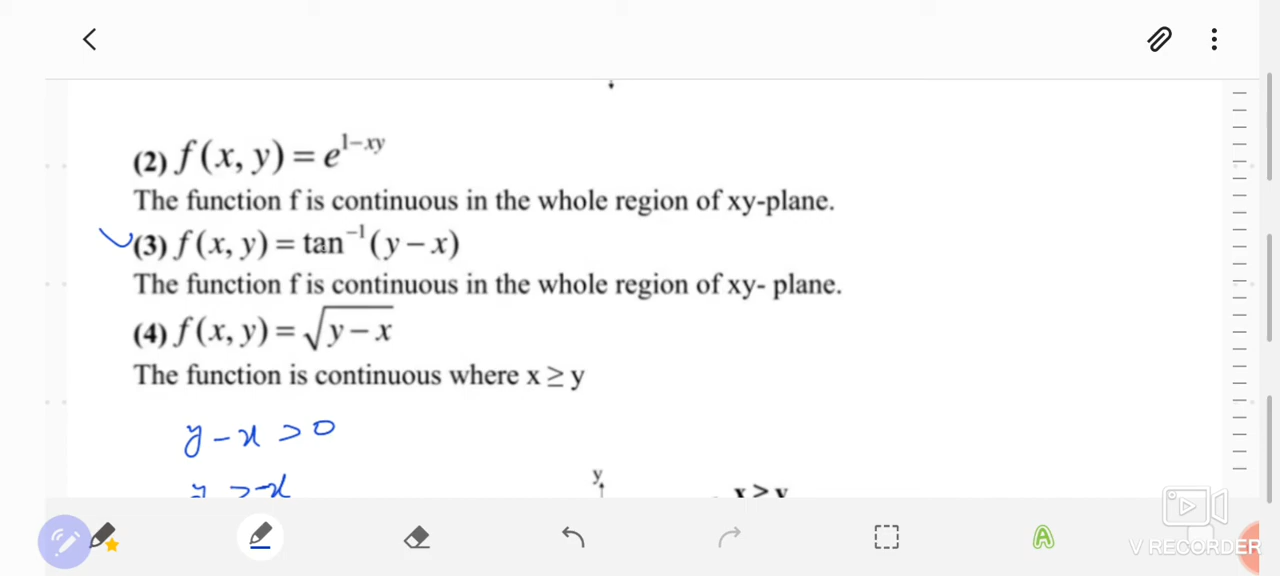 (2) f(x, y) = e^{1-xy}
The function f is continuous in the whole region of xy-plane.
(3) f(x, y) = tan^{-1}(y - x)
The function f is continuous in the whole region of xy- plane.
(4) f(x, y) = √(y - x)
The function is continuous where x ≥ y
y - x > 0
y > x
y
x > y
A
V RECORDER